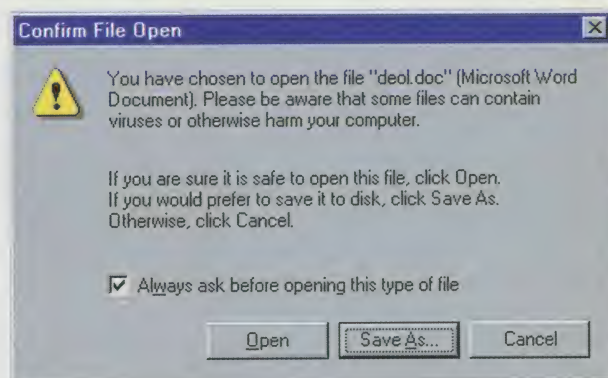 Confirm File Open
You have chosen to open the file "deol.doc" (Microsoft Word
Document). Please be aware that some files can contain
viruses or otherwise harm your computer.
If you are sure it is safe to open this file, click Open.
If you would prefer to save it to disk, click Save As.
Otherwise, click Cancel.
Always ask before opening this type of file
Open Save As... Cancel